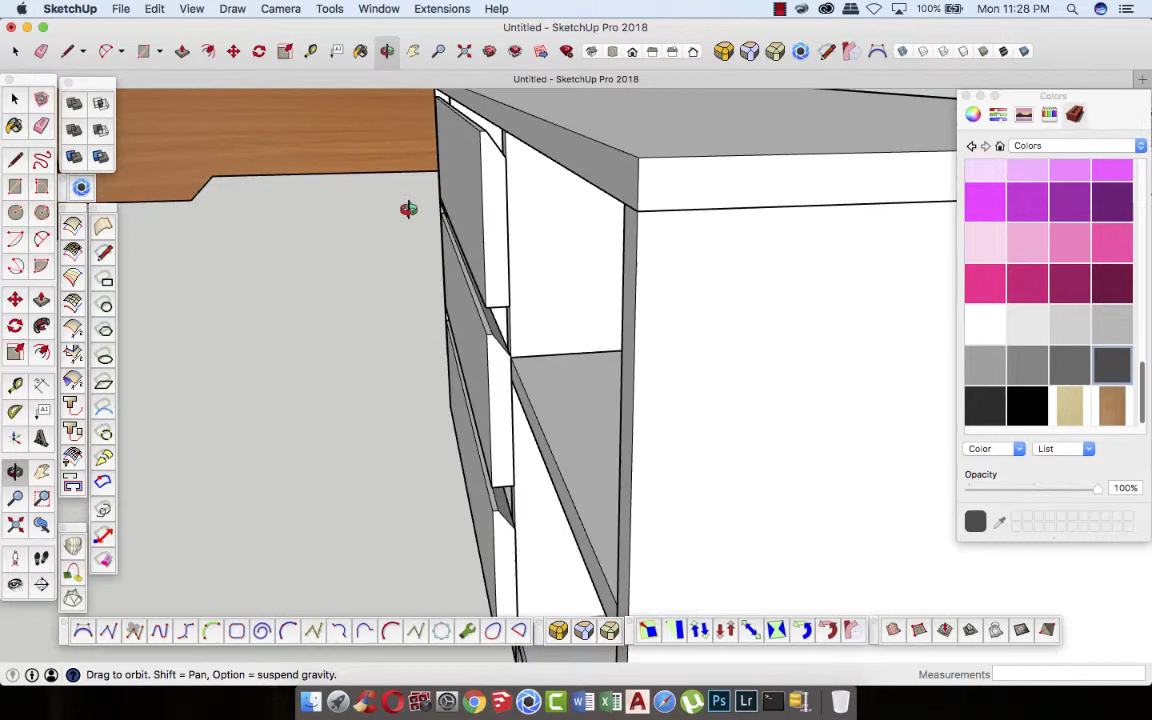 SketchUp File Edit View Draw Camera Tools Window Extensions Help 100% Mon 11:28 PM
Untitled - SketchUp Pro 2018
Untitled - SketchUp Pro 2018
Colors
Colors
Color List
Opacity
100%
Drag to orbit. Shift = Pan, Option = suspend gravity.
Measurements
Ps Lr